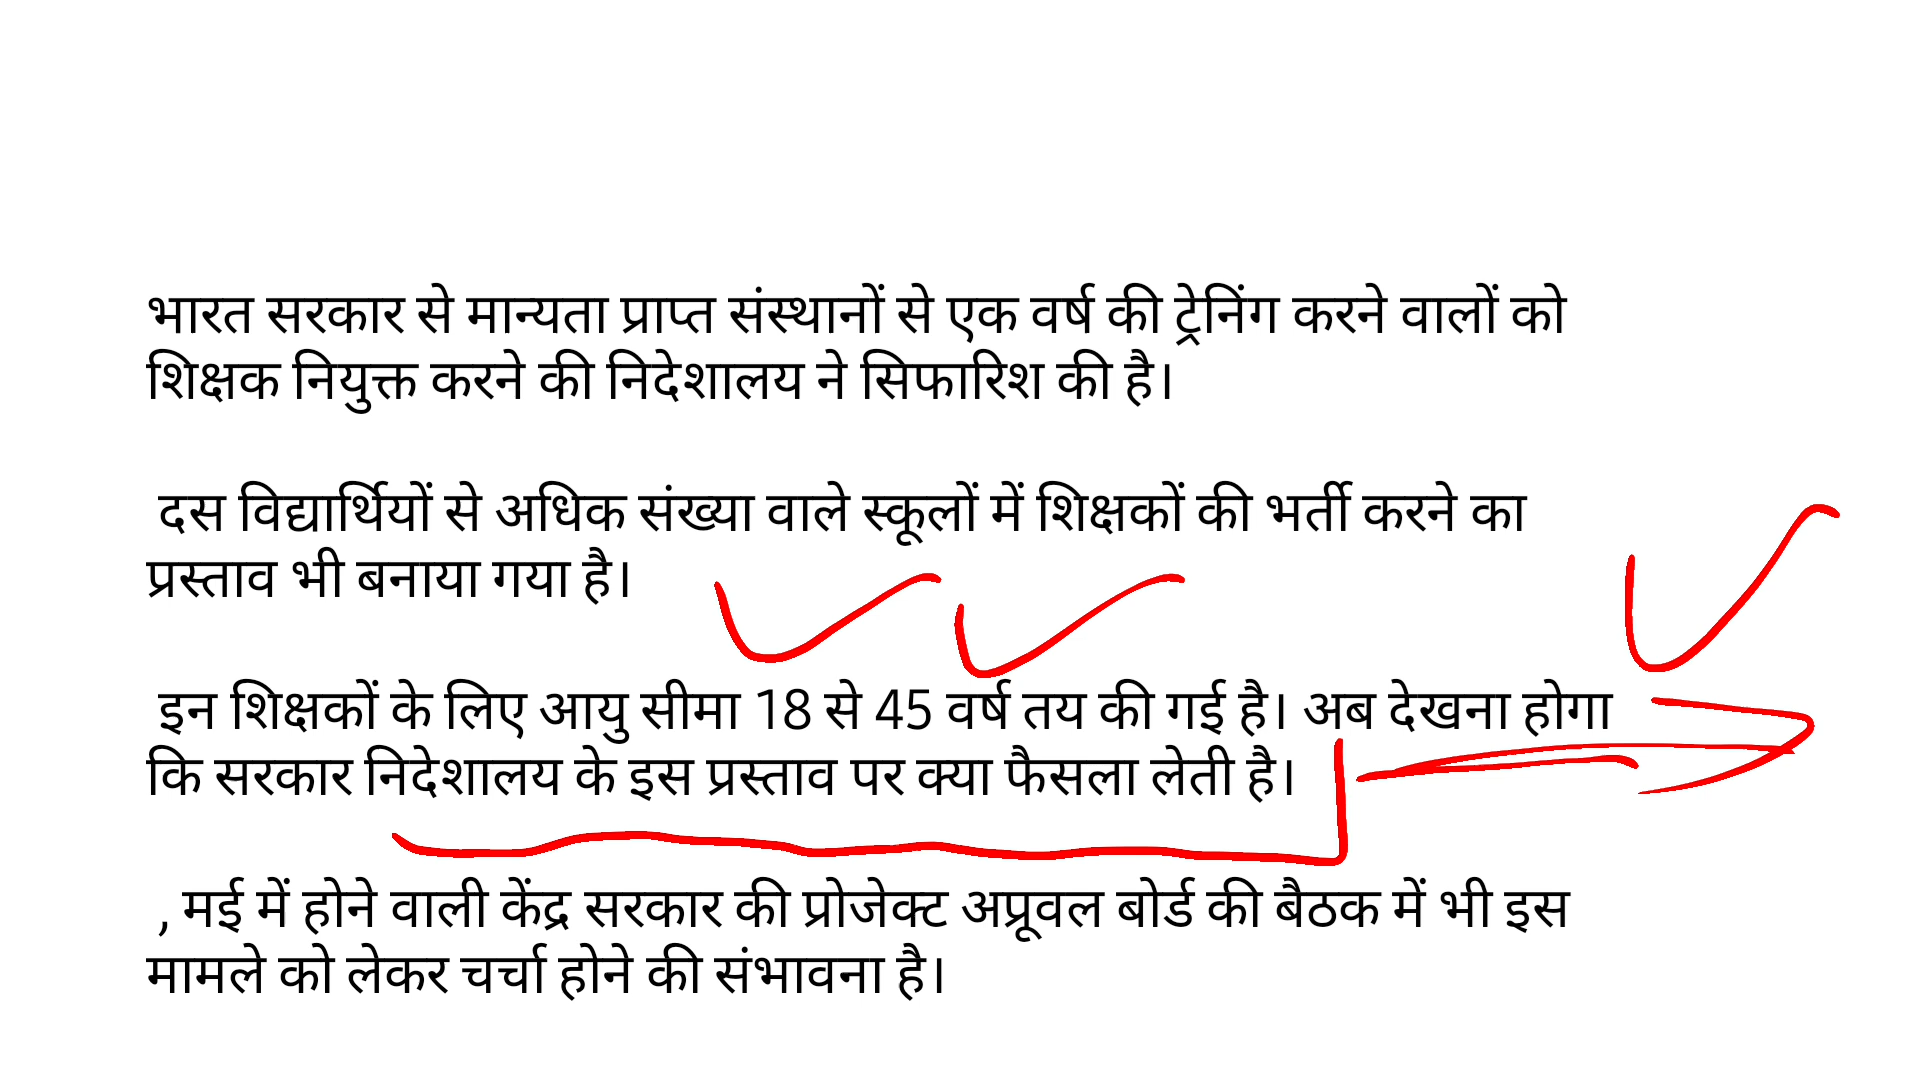 भारत सरकार से मान्यता प्राप्त संस्थानों से एक वर्ष की ट्रेनिंग करने वालों को
शिक्षक नियुक्त करने की निदेशालय ने सिफारिश की है।
दस विद्यार्थियों से अधिक संख्या वाले स्कूलों में शिक्षकों की भर्ती करने का
प्रस्ताव भी बनाया गया है।
इन शिक्षकों के लिए आयु सीमा 18 से 45 वर्ष तय की गई है। अब देखना होगा
कि सरकार निदेशालय के इस प्रस्ताव पर क्या फैसला लेती है।
, मई में होने वाली केंद्र सरकार की प्रोजेक्ट अप्रूवल बोर्ड की बैठक में भी इस
मामले को लेकर चर्चा होने की संभावना है।